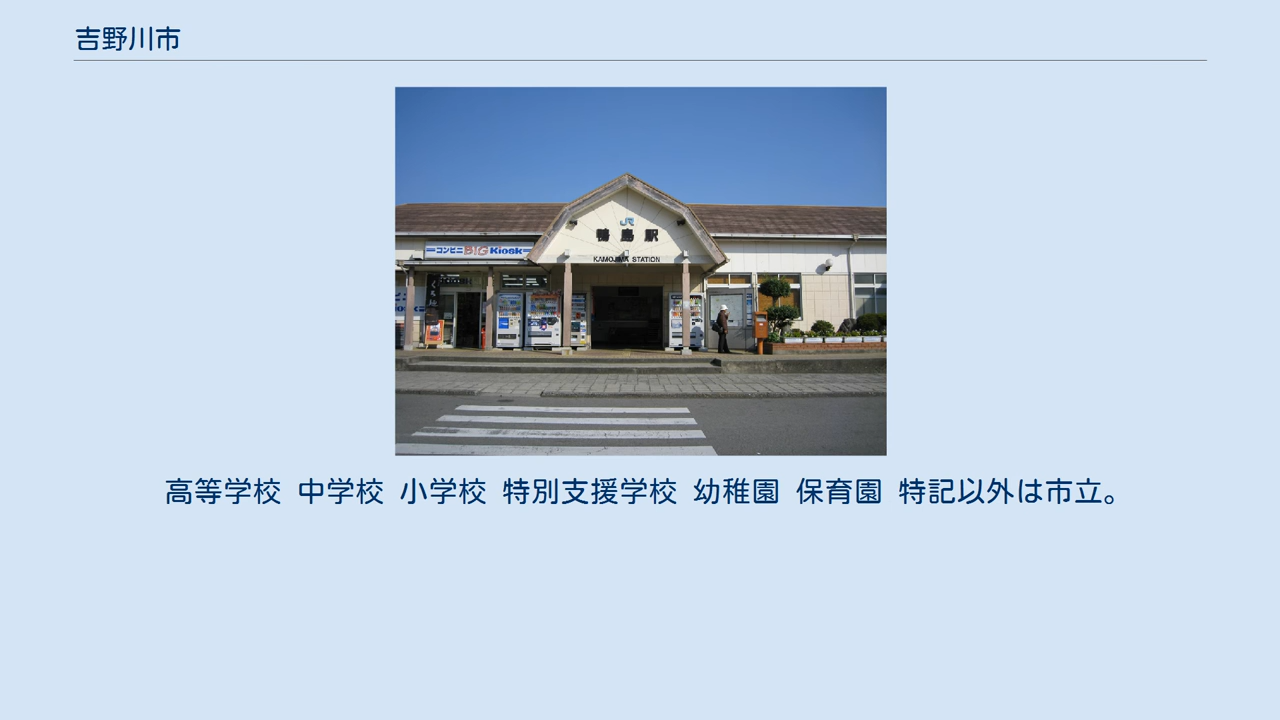 吉野川市
JR
鴨島駅
KAMOJIMA STATION
コンビニ BIG Kiosk
高等学校 中学校 小学校 特別支援学校 幼稚園 保育園 特記以外は市立。